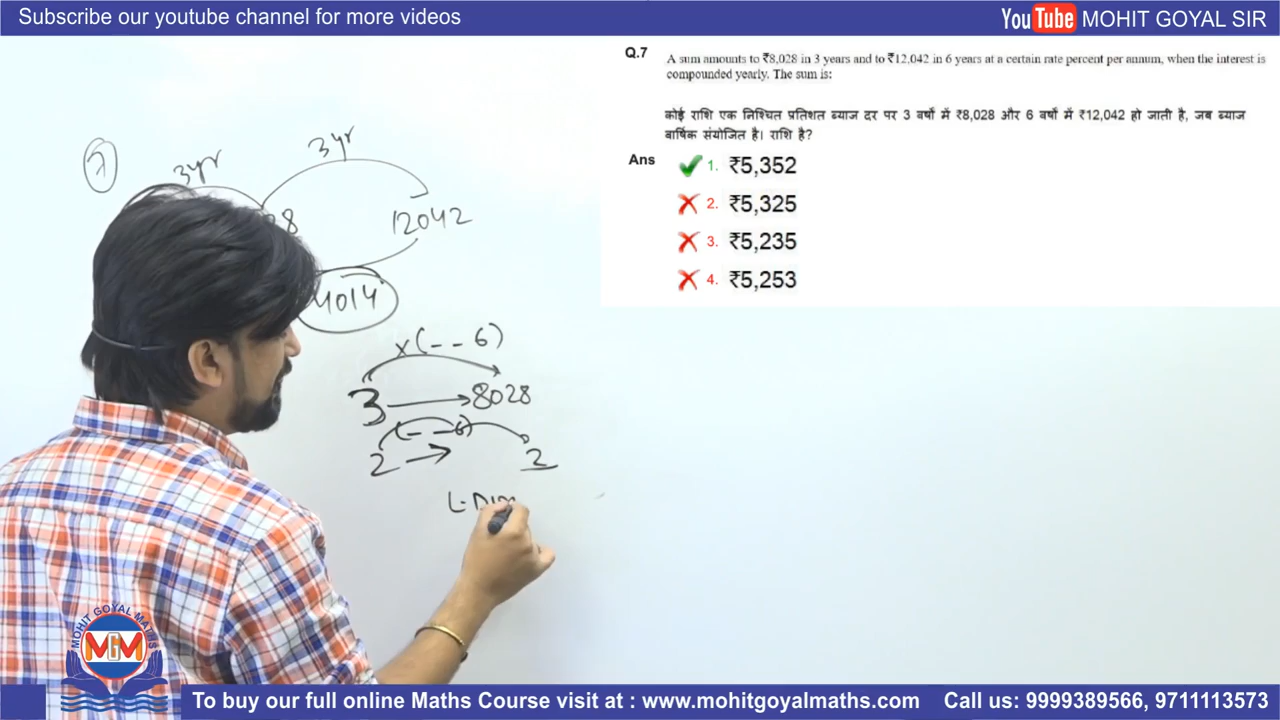 Subscribe our youtube channel for more videos
YouTube MOHIT GOYAL SIR
Q.7
A sum amounts to ₹8,028 in 3 years and to ₹12,042 in 6 years at a certain rate percent per annum, when the interest is
compounded yearly. The sum is:
कोई राशि एक निश्चित प्रतिशत ब्याज दर पर 3 वर्षों में ₹8,028 और 6 वर्षों में ₹12,042 हो जाती है, जब ब्याज
वार्षिक संयोजित है। राशि है?
Ans
1. ₹5,352
2. ₹5,325
3. ₹5,235
4. ₹5,253
7
3yr
3yr
28
12042
4014
x(--6)
3 → 8028
(--6)
2 → 2
MOHIT GOYAL MATHS
MGM
To buy our full online Maths Course visit at : www.mohitgoyalmaths.com
Call us: 9999389566, 9711113573